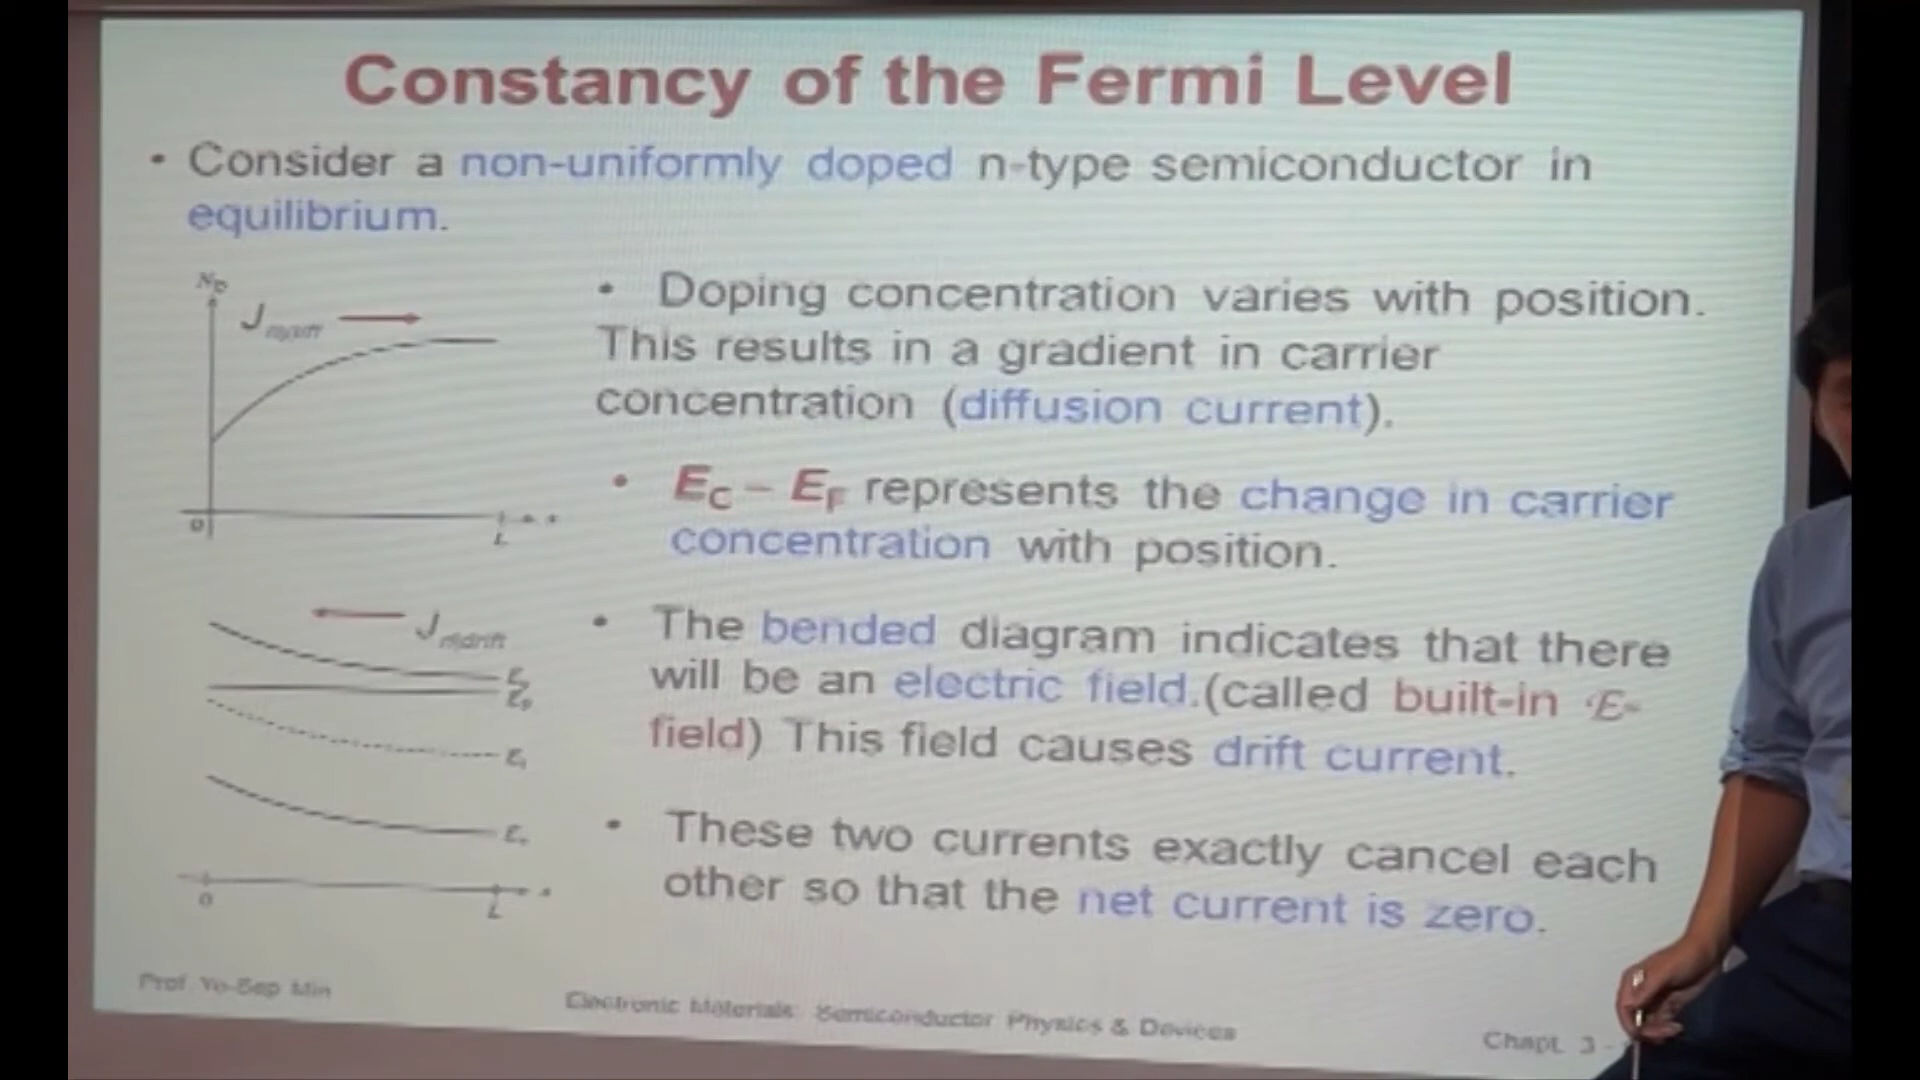 Constancy of the Fermi Level
• Consider a non-uniformly doped n-type semiconductor in
equilibrium.
N_D
J
• Doping concentration varies with position.
This results in a gradient in carrier
concentration (diffusion current).
0 L
• E_C – E_F represents the change in carrier
concentration with position.
J
• The bended diagram indicates that there
will be an electric field.(called built-in ℰ-
field) This field causes drift current.
0 L
• These two currents exactly cancel each
other so that the net current is zero.
Prof. Yo-Sep Min
Electronic Materials: Semiconductor Physics & Devices
Chapt. 3 -